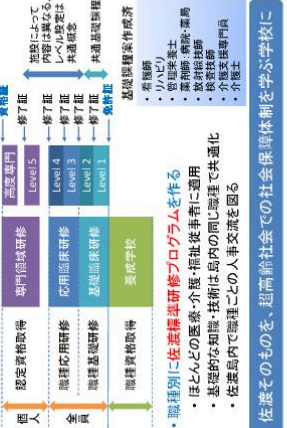 個人
全員
認定資格取得
職種応用研修
職種基礎研修
職種資格取得
専門領域研修
応用臨床研修
基礎臨床研修
養成学校
高度専門
Level 5
Level 4
Level 3
Level 2
Level 1
資格証
修了証
修了証
修了証
修了証
修了証
免許証
施設によって
内容は異なる。
レベル設定は
共通概念
共通基礎課程
基礎課程案作成済
・看護師
・リハビリ
・管理栄養士
・薬剤師:病院・薬局
・放射線技師
・検査技師
・介護支援専門員
・介護士
・職種別に佐渡標準研修プログラムを作る
・ほとんどの医療・介護・福祉従事者に適用
・基礎的な知識・技術は島内の同じ職種で共通化
・佐渡島内で職種ごとの人事交流を図る
佐渡そのものを、超高齢社会での社会保障体制を学ぶ学校に